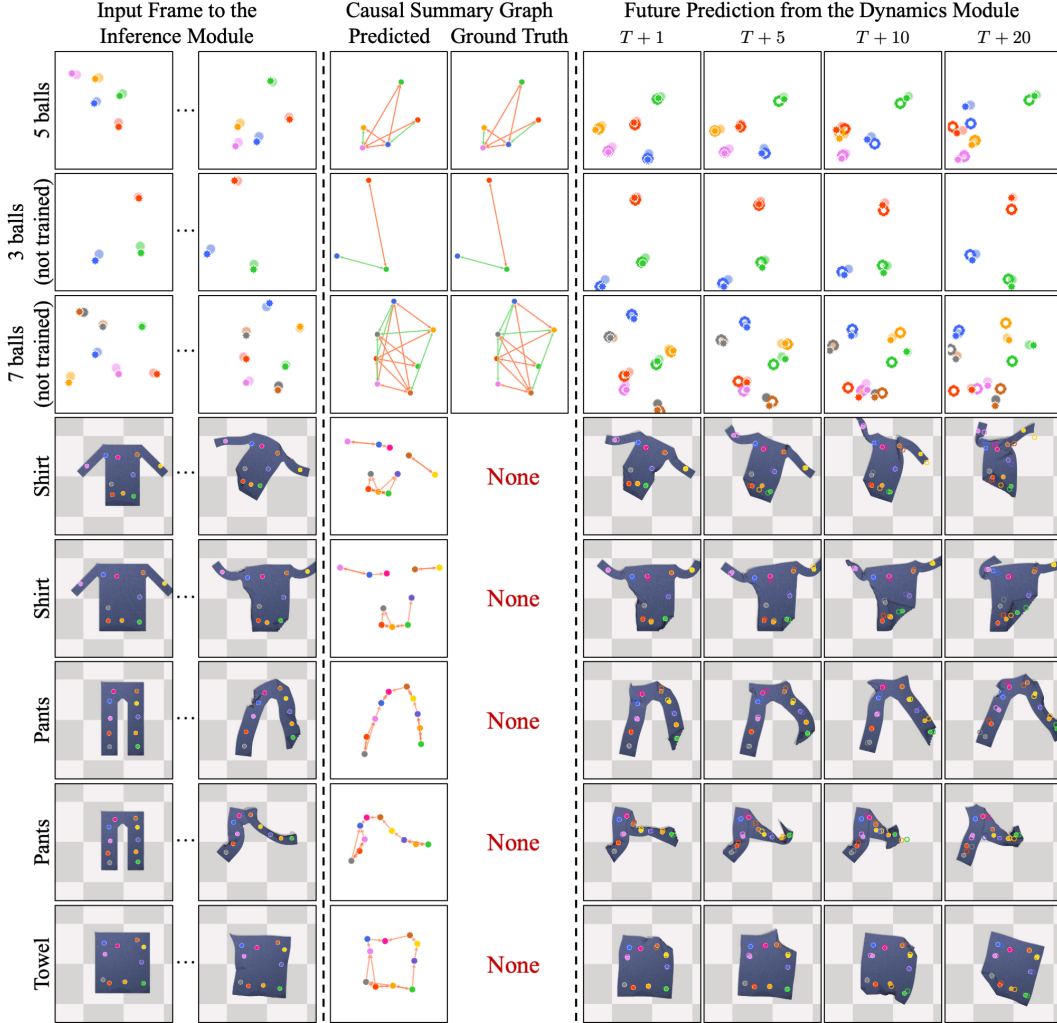 Input Frame to the
Inference Module
Causal Summary Graph
Predicted
Ground Truth
Future Prediction from the Dynamics Module
T + 1
T + 5
T + 10
T + 20
5 balls
...
3 balls
(not trained)
...
7 balls
(not trained)
...
Shirt
...
None
Shirt
...
None
Pants
...
None
Pants
...
None
Towel
...
None